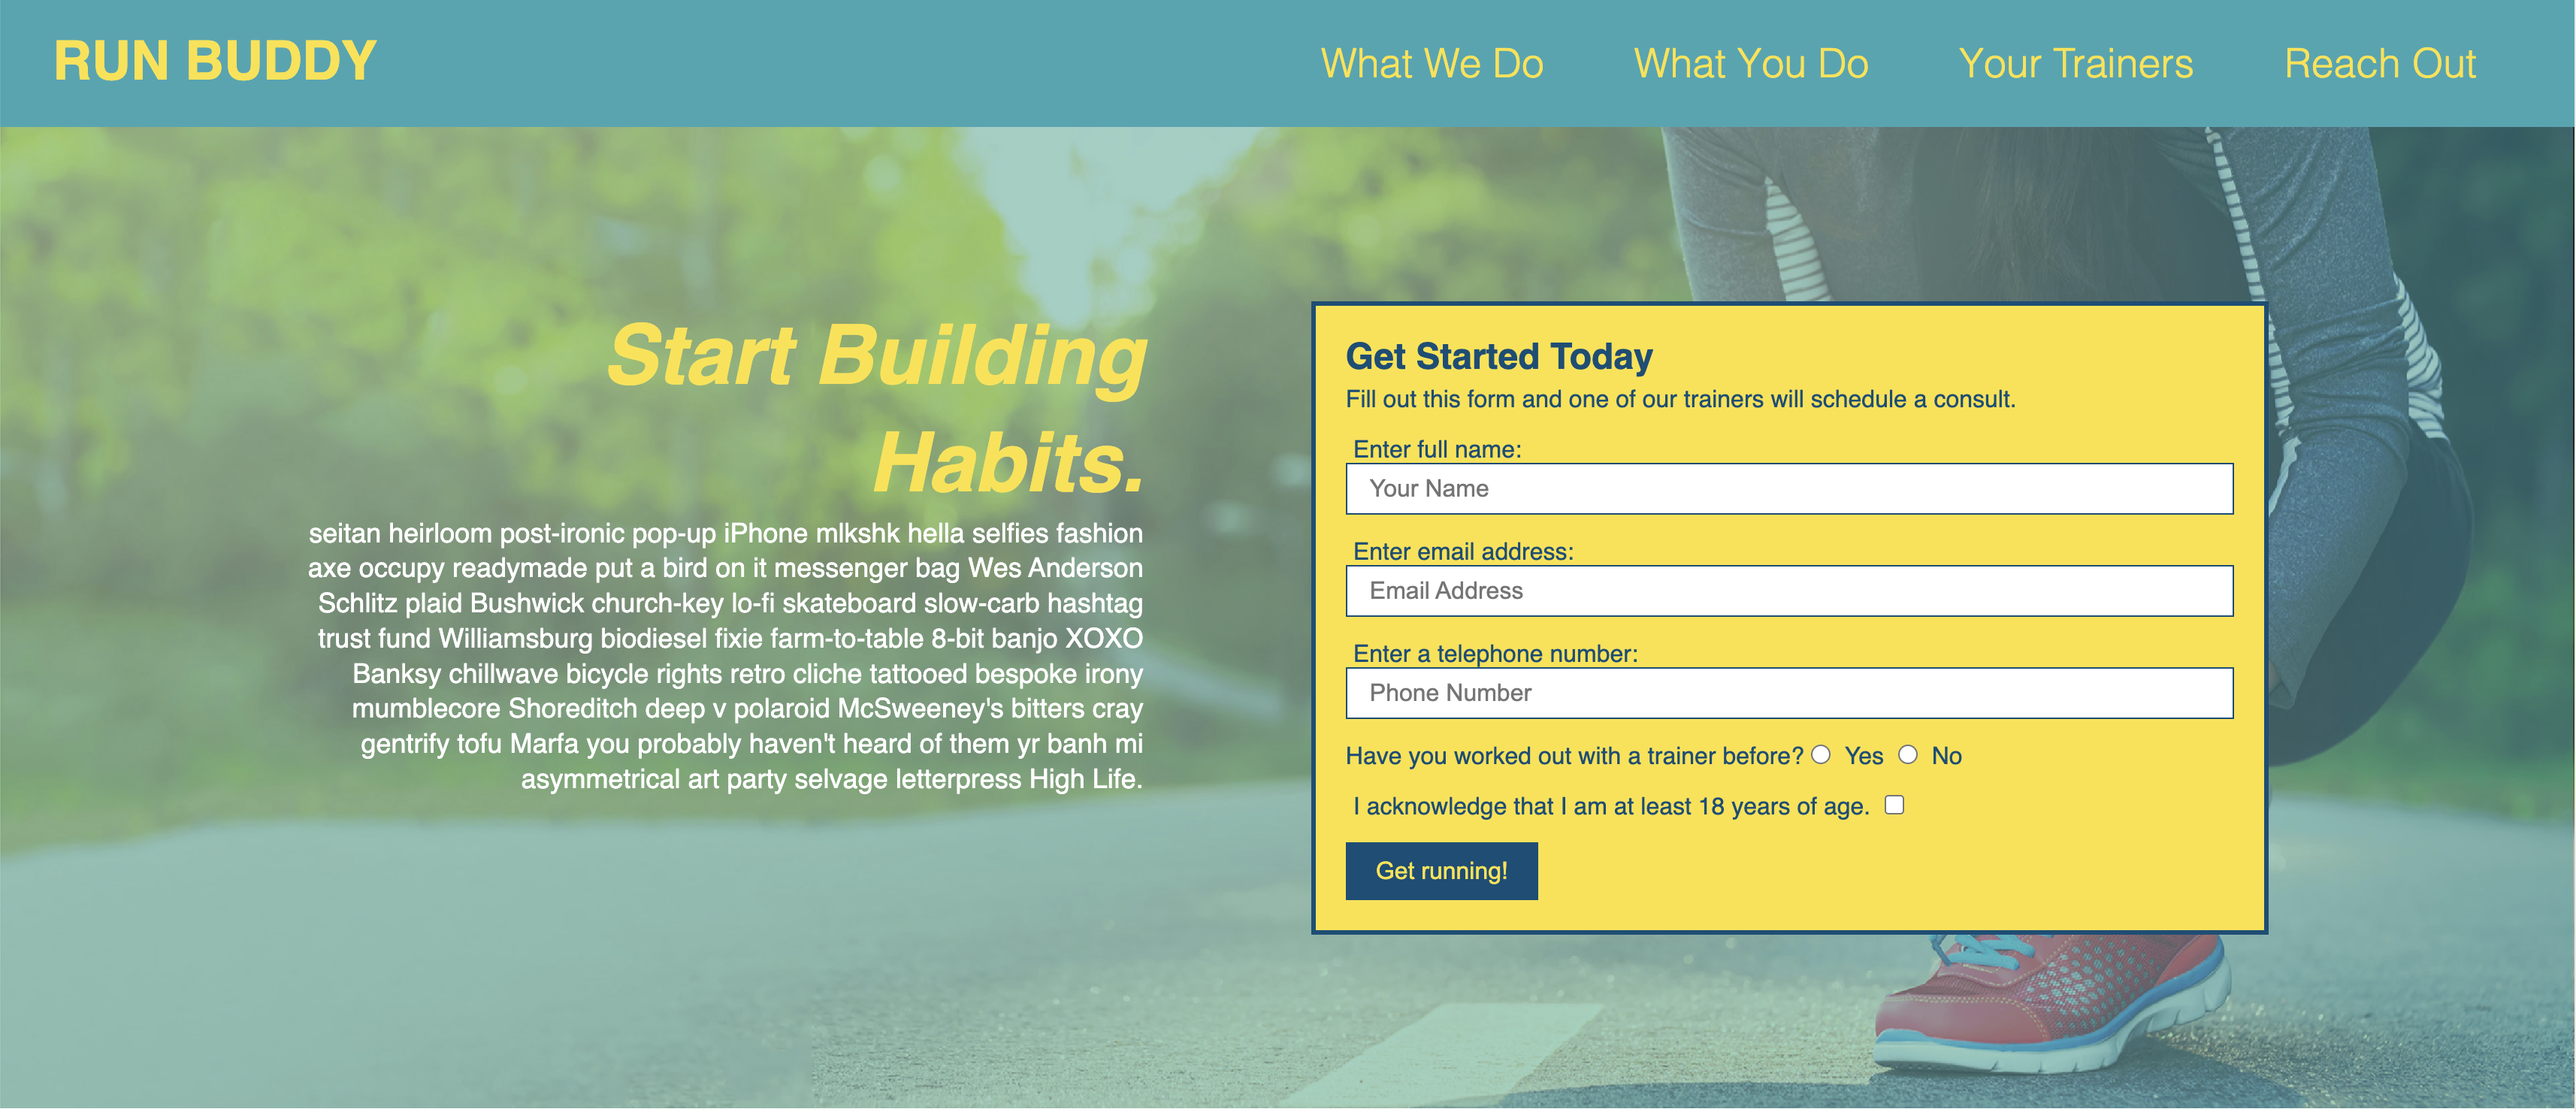 RUN BUDDY
What We Do
What You Do
Your Trainers
Reach Out
Start Building
Habits.
seitan heirloom post-ironic pop-up iPhone mlkshk hella selfies fashion
axe occupy readymade put a bird on it messenger bag Wes Anderson
Schlitz plaid Bushwick church-key lo-fi skateboard slow-carb hashtag
trust fund Williamsburg biodiesel fixie farm-to-table 8-bit banjo XOXO
Banksy chillwave bicycle rights retro cliche tattooed bespoke irony
mumblecore Shoreditch deep v polaroid McSweeney's bitters cray
gentrify tofu Marfa you probably haven't heard of them yr banh mi
asymmetrical art party selvage letterpress High Life.
Get Started Today
Fill out this form and one of our trainers will schedule a consult.
Enter full name:
Your Name
Enter email address:
Email Address
Enter a telephone number:
Phone Number
Have you worked out with a trainer before? Yes No
I acknowledge that I am at least 18 years of age.
Get running!